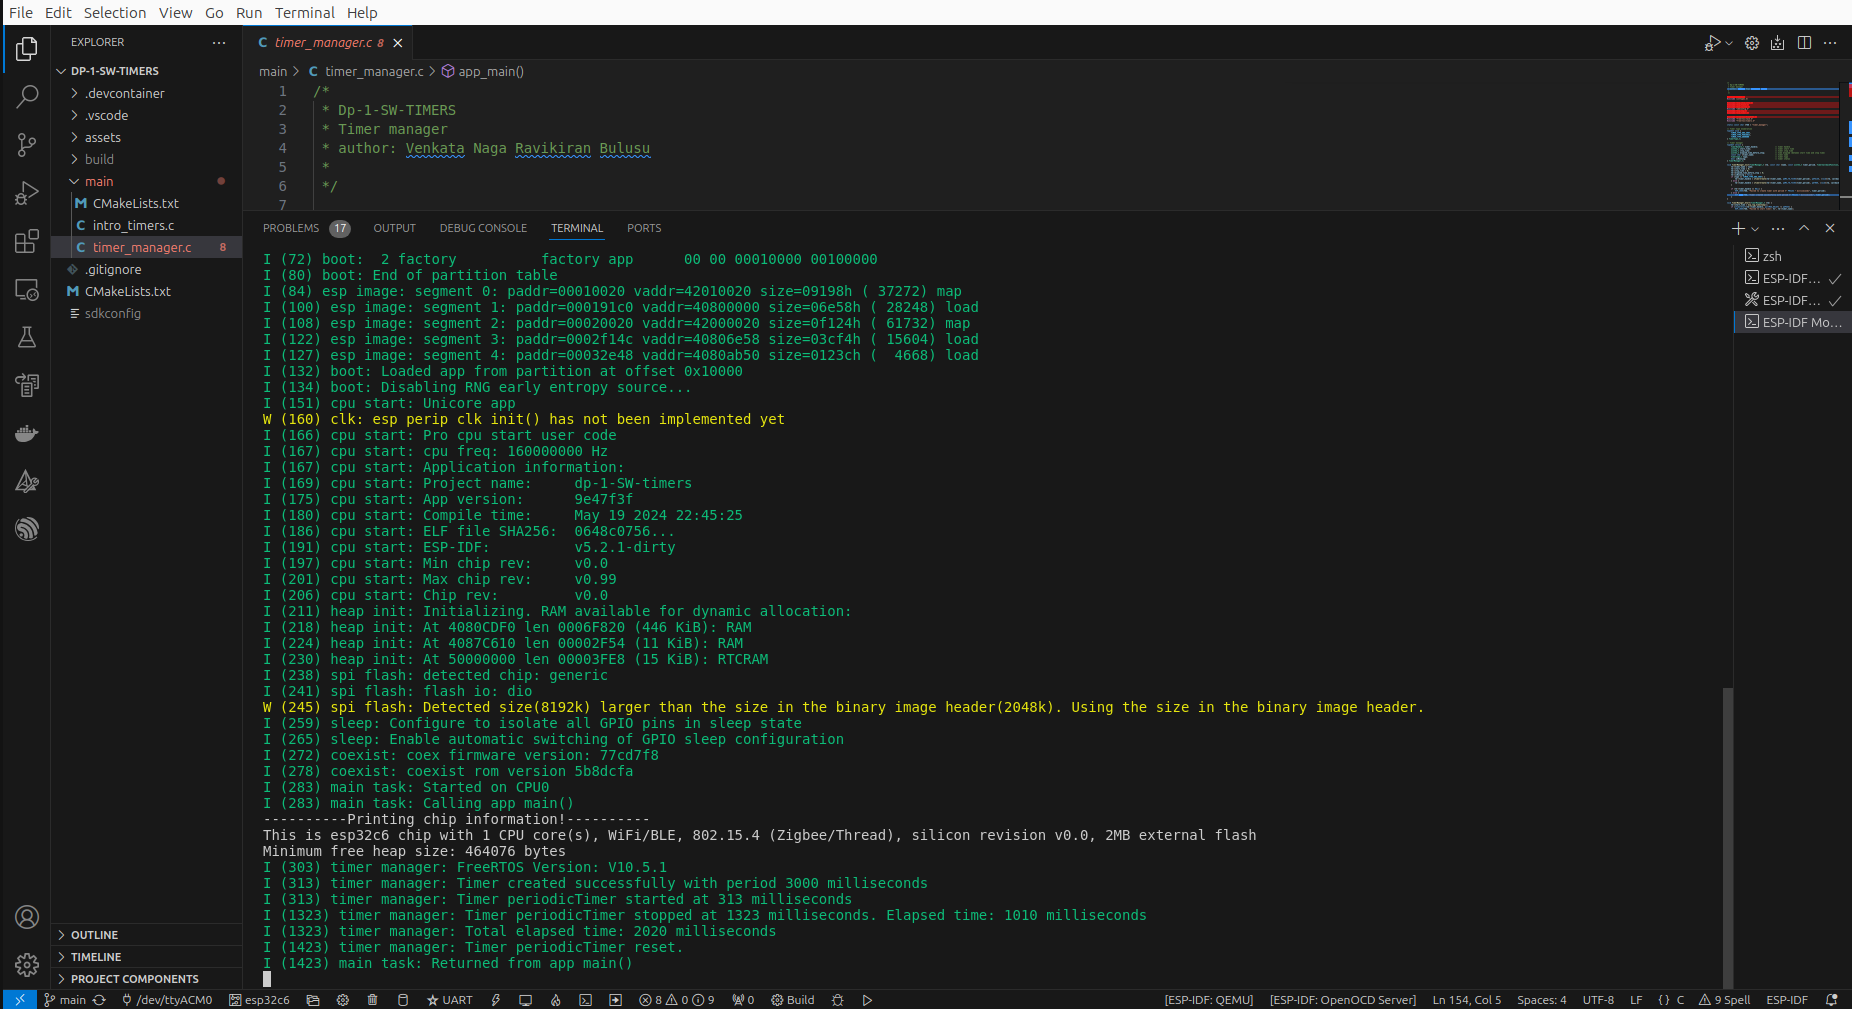 File Edit Selection View Go Run Terminal Help
EXPLORER
DP-1-SW-TIMERS
.devcontainer
.vscode
assets
build
main
CMakeLists.txt
intro_timers.c
timer_manager.c 8
.gitignore
CMakeLists.txt
sdkconfig
OUTLINE
TIMELINE
PROJECT COMPONENTS
timer_manager.c 8
main > C timer_manager.c > app_main()
1 /*
2 * Dp-1-SW-TIMERS
3 * Timer manager
4 * author: Venkata Naga Ravikiran Bulusu
5 *
6 */
7
PROBLEMS 17 OUTPUT DEBUG CONSOLE TERMINAL PORTS
I (72) boot:  2 factory          factory app      00 00 00010000 00100000
I (80) boot: End of partition table
I (84) esp image: segment 0: paddr=00010020 vaddr=42010020 size=09198h ( 37272) map
I (100) esp image: segment 1: paddr=000191c0 vaddr=40800000 size=06e58h ( 28248) load
I (108) esp image: segment 2: paddr=00020020 vaddr=42000020 size=0f124h ( 61732) map
I (122) esp image: segment 3: paddr=0002f14c vaddr=40806e58 size=03cf4h ( 15604) load
I (127) esp image: segment 4: paddr=00032e48 vaddr=4080ab50 size=0123ch (  4668) load
I (132) boot: Loaded app from partition at offset 0x10000
I (134) boot: Disabling RNG early entropy source...
I (151) cpu start: Unicore app
W (160) clk: esp perip clk init() has not been implemented yet
I (166) cpu start: Pro cpu start user code
I (167) cpu start: cpu freq: 160000000 Hz
I (167) cpu start: Application information:
I (169) cpu start: Project name:     dp-1-SW-timers
I (175) cpu start: App version:      9e47f3f
I (180) cpu start: Compile time:     May 19 2024 22:45:25
I (186) cpu start: ELF file SHA256:  0648c0756...
I (191) cpu start: ESP-IDF:          v5.2.1-dirty
I (197) cpu start: Min chip rev:     v0.0
I (201) cpu start: Max chip rev:     v0.99
I (206) cpu start: Chip rev:         v0.0
I (211) heap init: Initializing. RAM available for dynamic allocation:
I (218) heap init: At 4080CDF0 len 0006F820 (446 KiB): RAM
I (224) heap init: At 4087C610 len 00002F54 (11 KiB): RAM
I (230) heap init: At 50000000 len 00003FE8 (15 KiB): RTCRAM
I (238) spi flash: detected chip: generic
I (241) spi flash: flash io: dio
W (245) spi flash: Detected size(8192k) larger than the size in the binary image header(2048k). Using the size in the binary image header.
I (259) sleep: Configure to isolate all GPIO pins in sleep state
I (265) sleep: Enable automatic switching of GPIO sleep configuration
I (272) coexist: coex firmware version: 77cd7f8
I (278) coexist: coexist rom version 5b8dcfa
I (283) main task: Started on CPU0
I (283) main task: Calling app main()
----------Printing chip information!----------
This is esp32c6 chip with 1 CPU core(s), WiFi/BLE, 802.15.4 (Zigbee/Thread), silicon revision v0.0, 2MB external flash
Minimum free heap size: 464076 bytes
I (303) timer manager: FreeRTOS Version: V10.5.1
I (313) timer manager: Timer created successfully with period 3000 milliseconds
I (313) timer manager: Timer periodicTimer started at 313 milliseconds
I (1323) timer manager: Timer periodicTimer stopped at 1323 milliseconds. Elapsed time: 1010 milliseconds
I (1323) timer manager: Total elapsed time: 2020 milliseconds
I (1423) timer manager: Timer periodicTimer reset.
I (1423) main task: Returned from app main()
zsh
ESP-IDF...
ESP-IDF...
ESP-IDF Mo...
main /dev/ttyACM0 esp32c6 UART 8 0 9 0 Build [ESP-IDF: QEMU] [ESP-IDF: OpenOCD Server] Ln 154, Col 5 Spaces: 4 UTF-8 LF {} C 9 Spell ESP-IDF